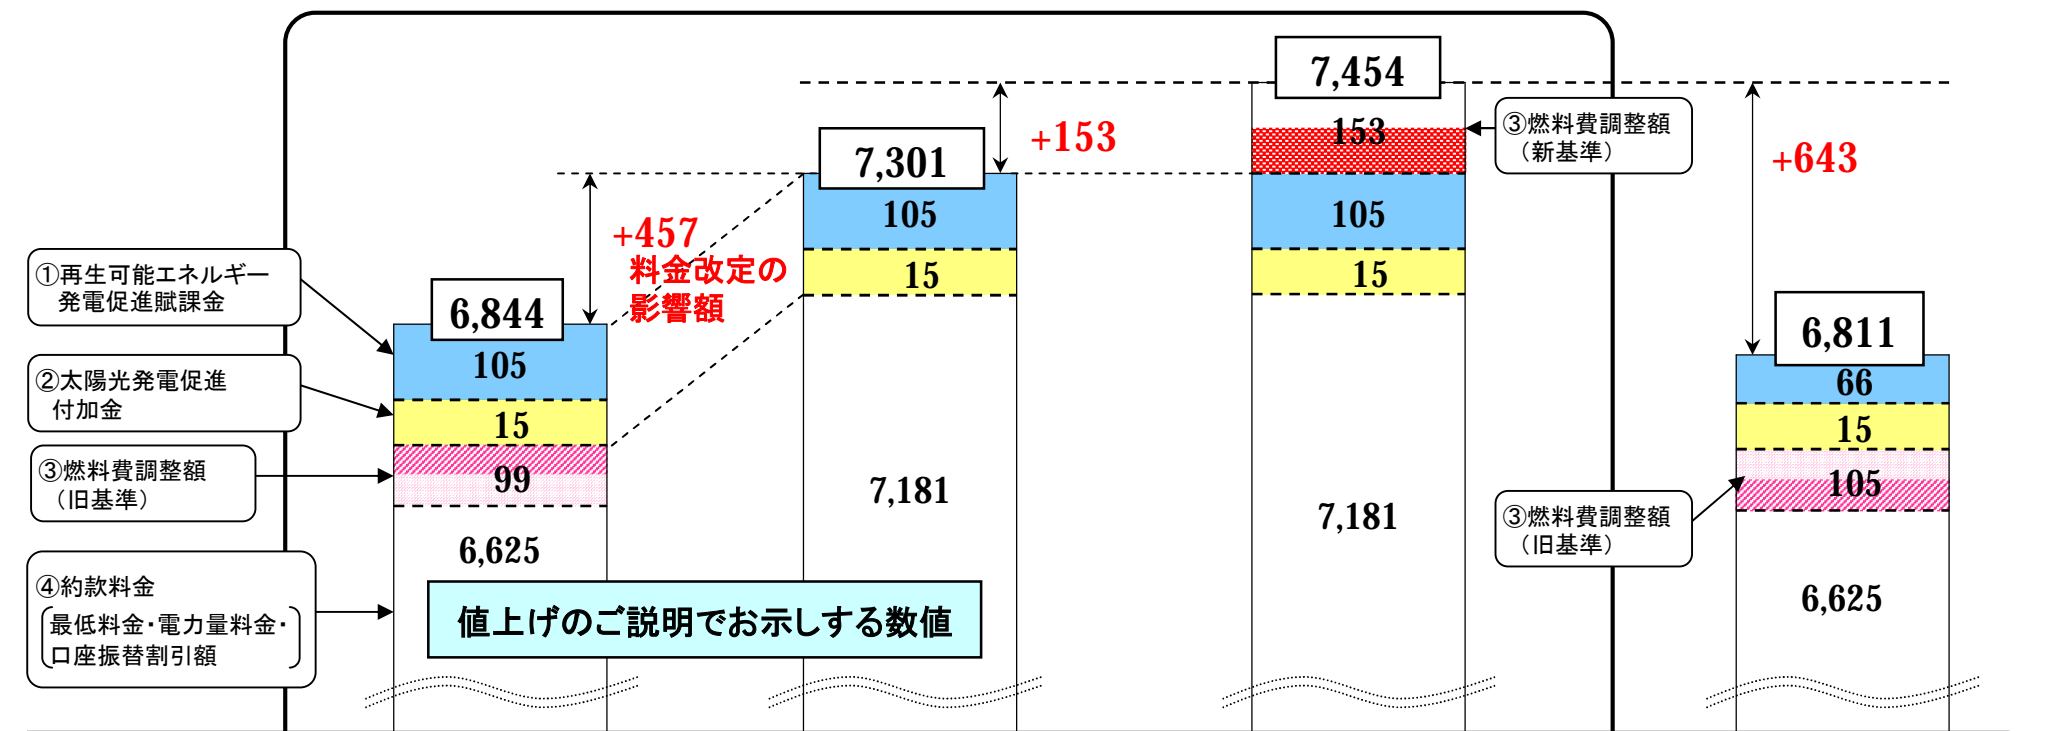 7,454
7,301
+153
153
③燃料費調整額
（新基準）
+643
105
105
+457
料金改定の
影響額
15
15
①再生可能エネルギー
発電促進賦課金
6,844
105
6,811
66
②太陽光発電促進
付加金
15
15
③燃料費調整額
（旧基準）
99
7,181
7,181
105
③燃料費調整額
（旧基準）
6,625
6,625
④約款料金
最低料金・電力量料金・
口座振替割引額
値上げのご説明でお示しする数値